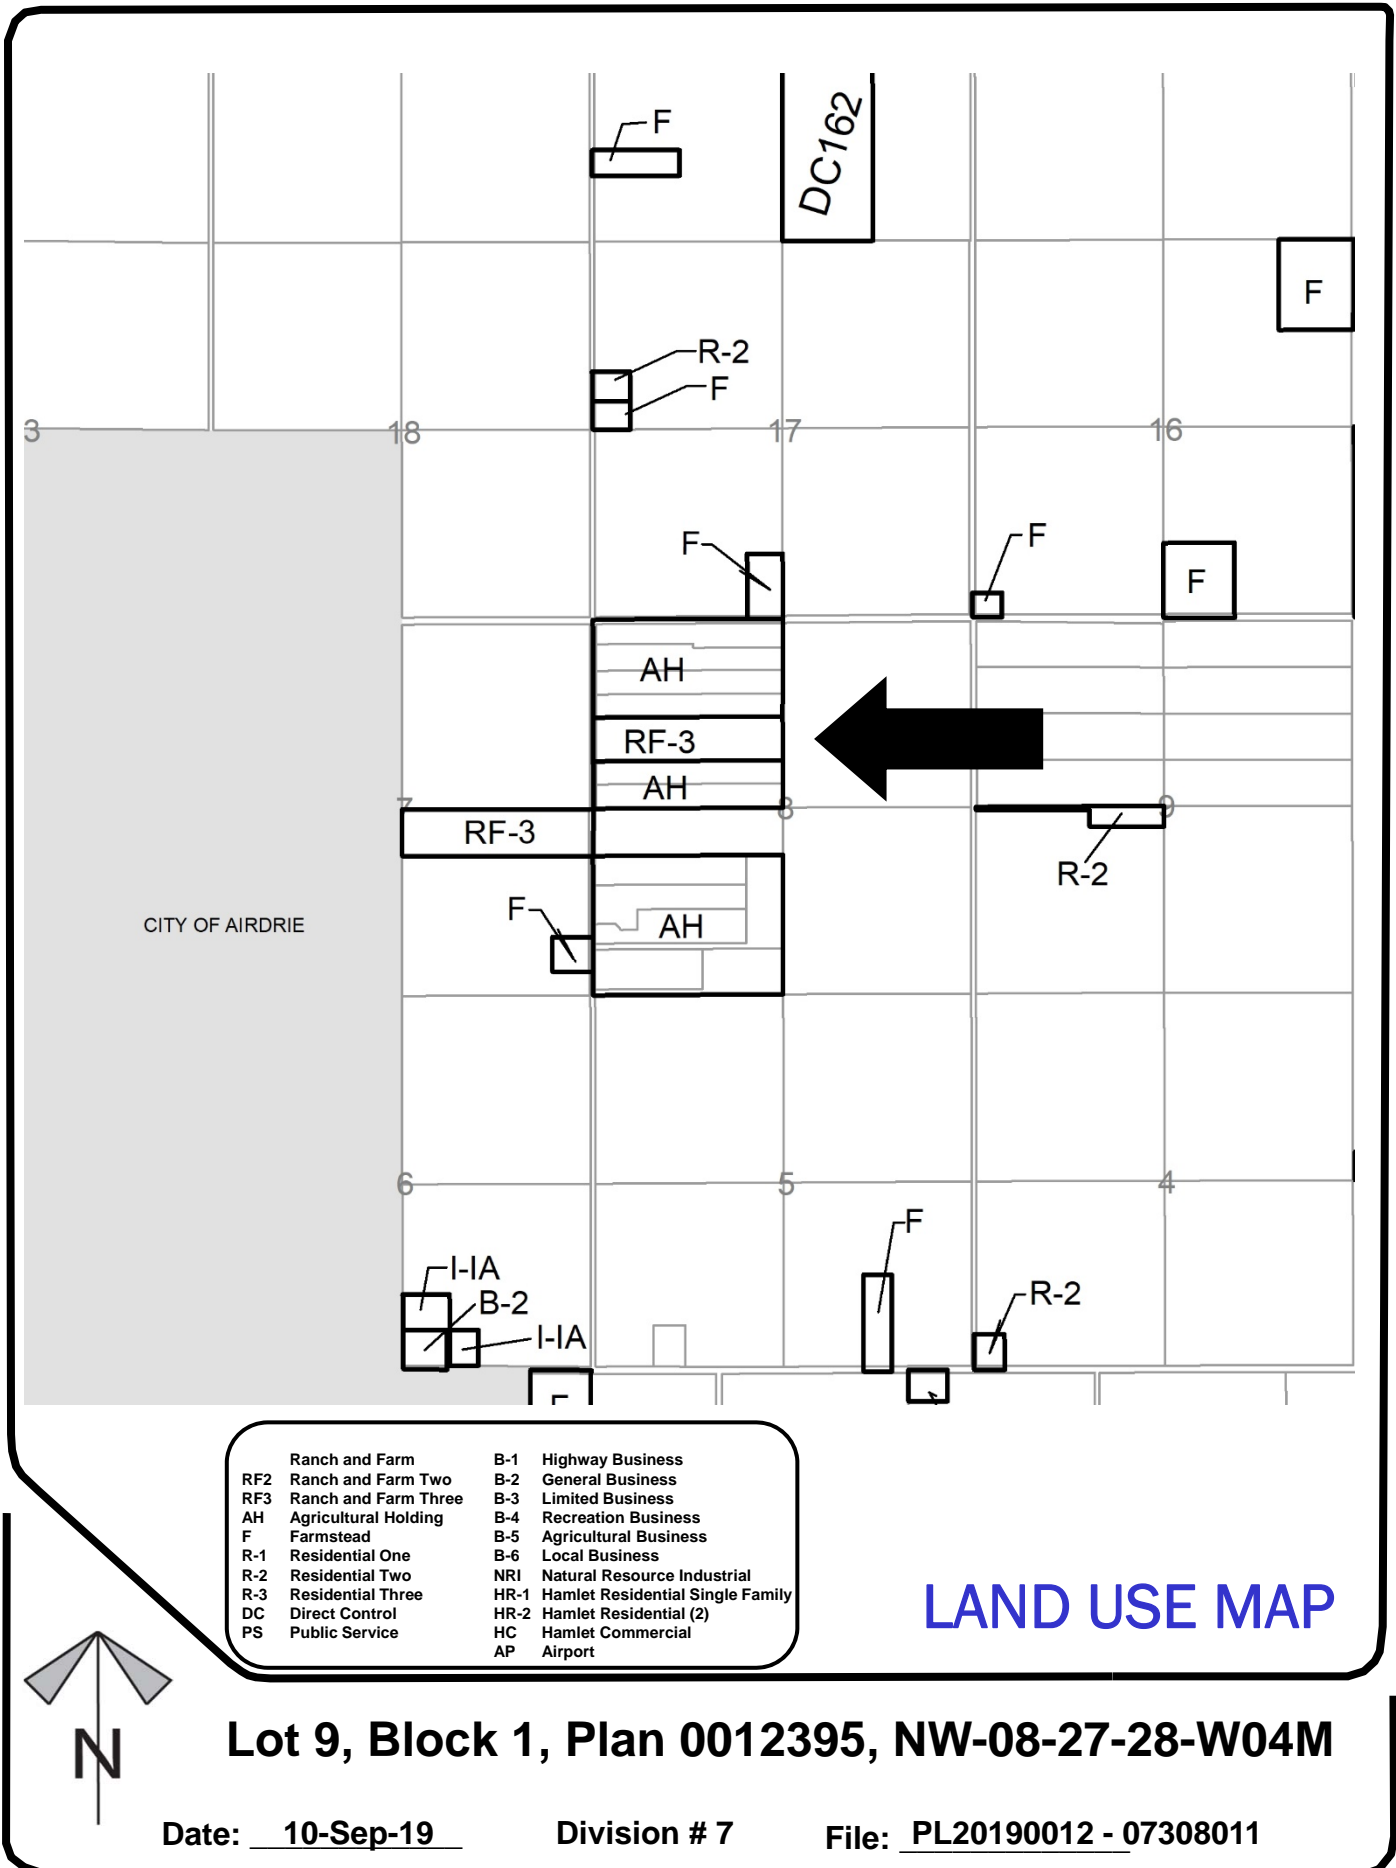 F
DC162
F
R-2
F
3
18
17
16
F
F
F
AH
RF-3
AH
7
8
9
RF-3
R-2
F
CITY OF AIRDRIE
AH
6
5
4
F
I-IA
B-2
R-2
I-IA
Ranch and Farm
RF2 Ranch and Farm Two
RF3 Ranch and Farm Three
AH Agricultural Holding
F Farmstead
R-1 Residential One
R-2 Residential Two
R-3 Residential Three
DC Direct Control
PS Public Service
B-1 Highway Business
B-2 General Business
B-3 Limited Business
B-4 Recreation Business
B-5 Agricultural Business
B-6 Local Business
NRI Natural Resource Industrial
HR-1 Hamlet Residential Single Family
HR-2 Hamlet Residential (2)
HC Hamlet Commercial
AP Airport
LAND USE MAP
N
Lot 9, Block 1, Plan 0012395, NW-08-27-28-W04M
Date: 10-Sep-19 Division # 7 File: PL20190012 - 07308011